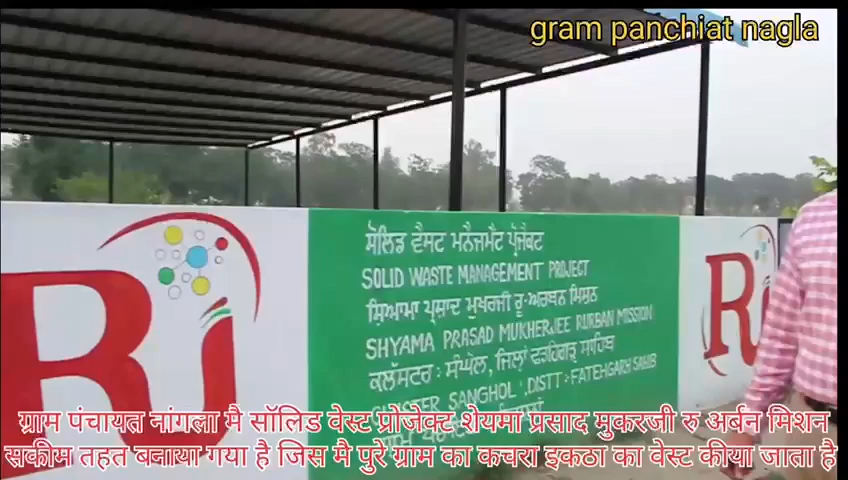 gram panchiat nagla
ਸੋਲਿਡ ਵੈਸਟ ਮਨੈਜਮੈਂਟ ਪ੍ਰੋਜੈਕਟ
SOLID WASTE MANAGEMENT PROJECT
ਸ਼ਿਆਮਾ ਪ੍ਰਸ਼ਾਦ ਮੁਖਰਜੀ ਰੂ-ਅਰਬਨ ਮਿਸ਼ਨ
SHYAMA PRASAD MUKHERJEE RURBAN MISSION
ਕਲੱਸਟਰ : ਸੰਘੋਲ, ਜਿਲ੍ਹਾਂ ਫਤਿਹਗੜ੍ਹ ਸਾਹਿਬ
SANGHOL, DISTT : FATEHGARH SAHIB
Ri
R
ग्राम पंचायत नांगला मै सॉलिड वेस्ट प्रोजेक्ट शेयमा प्रसाद मुकरजी रु अर्बन मिशन
सकीम तहत बनाया गया है जिस मै पुरे ग्राम का कचरा इकठा का वेस्ट कीया जाता है